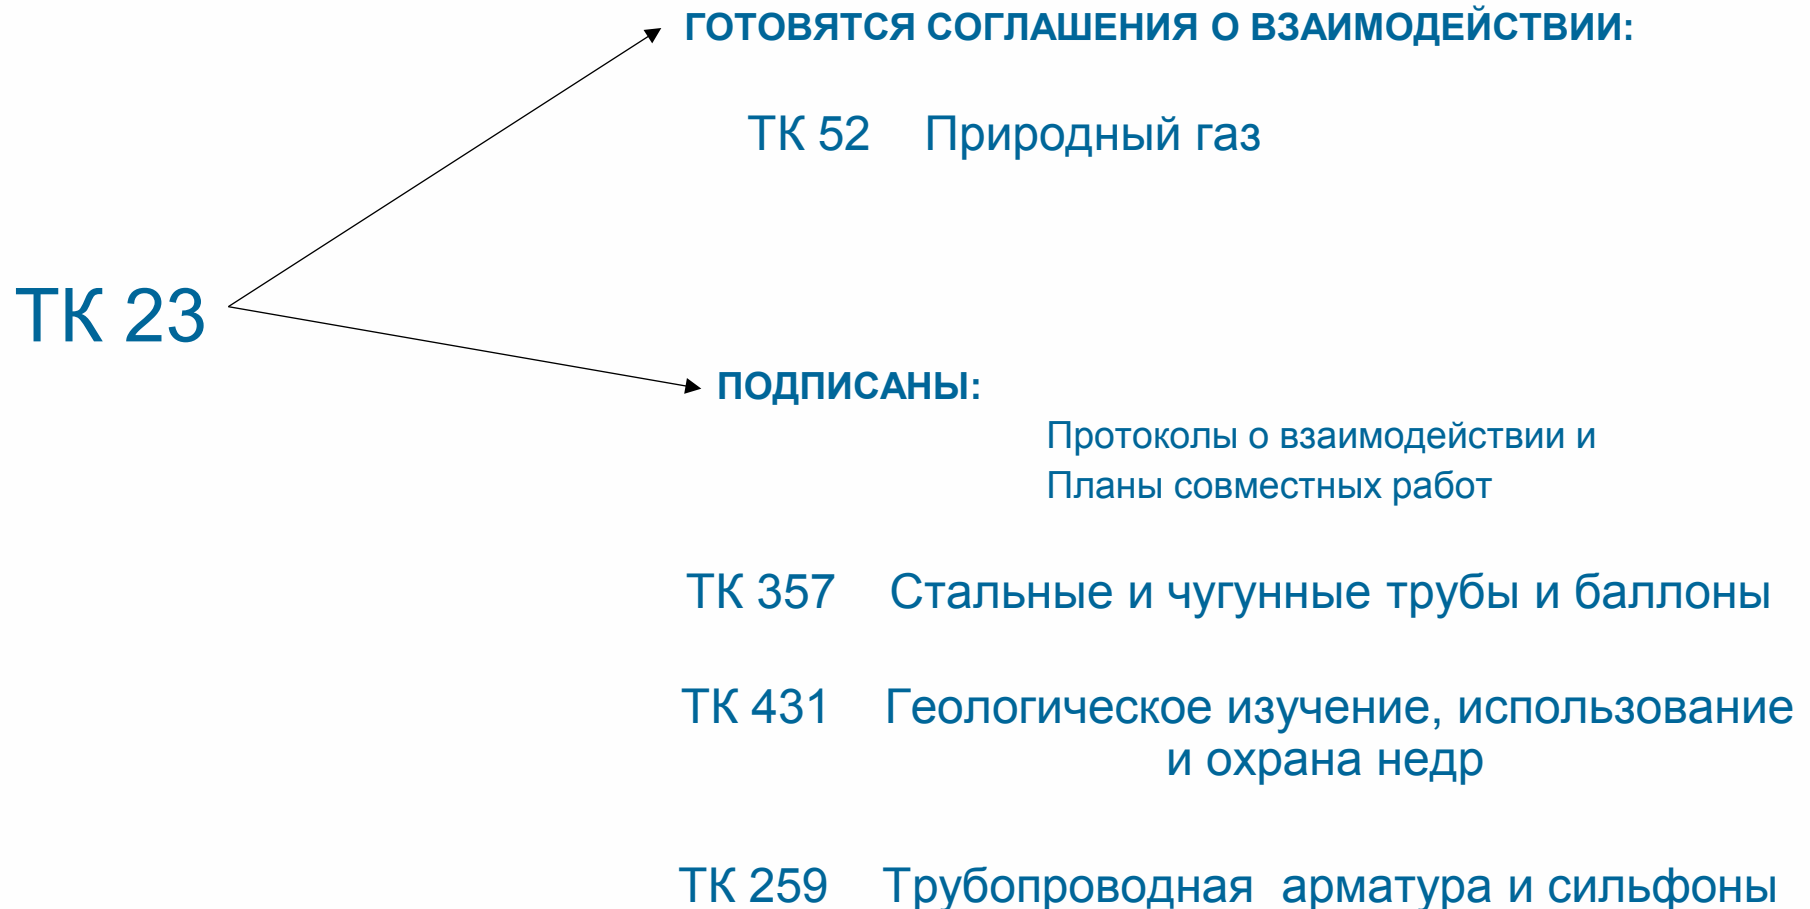 ГОТОВЯТСЯ СОГЛАШЕНИЯ О ВЗАИМОДЕЙСТВИИ:
ТК 52 Природный газ
ТК 23
ПОДПИСАНЫ:
Протоколы о взаимодействии и
Планы совместных работ
ТК 357 Стальные и чугунные трубы и баллоны
ТК 431 Геологическое изучение, использование
и охрана недр
ТК 259 Трубопроводная арматура и сильфоны